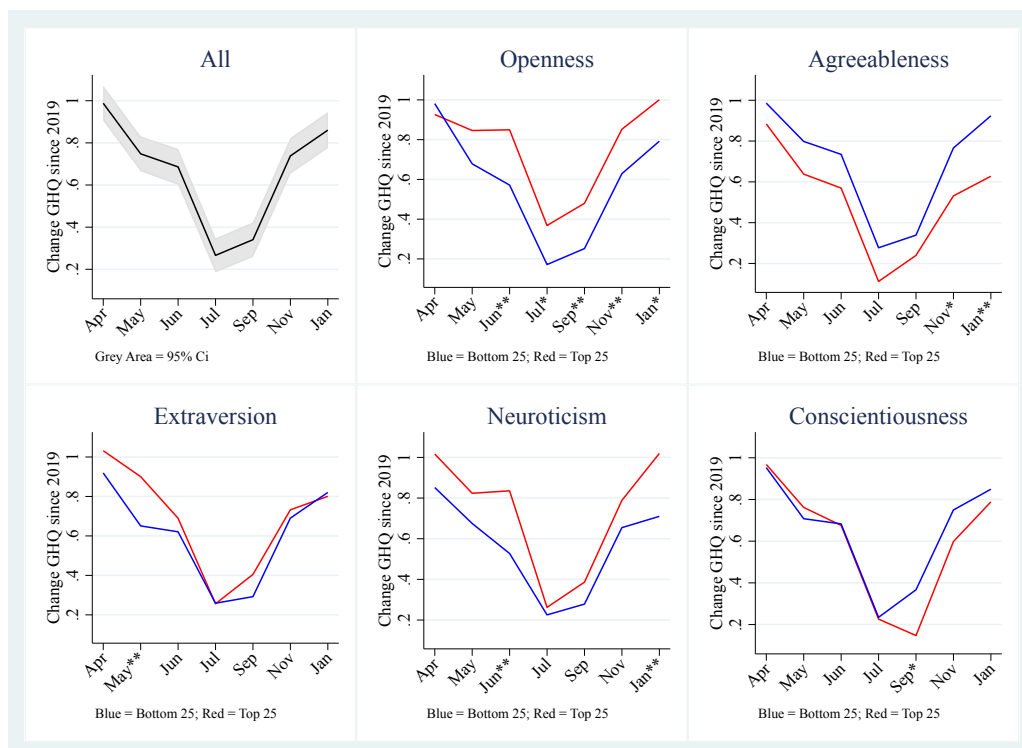 All
Change GHQ since 2019
1
.8
.6
.4
.2
Apr
May
Jun
Jul
Sep
Nov
Jan
Grey Area = 95% Ci
Openness
Change GHQ since 2019
1
.8
.6
.4
.2
Apr
May
Jun**
Jul*
Sep**
Nov**
Jan*
Blue = Bottom 25; Red = Top 25
Agreeableness
Change GHQ since 2019
1
.8
.6
.4
.2
Apr
May
Jun
Jul
Sep
Nov*
Jan**
Blue = Bottom 25; Red = Top 25
Extraversion
Change GHQ since 2019
1
.8
.6
.4
.2
Apr
May**
Jun
Jul
Sep
Nov
Jan
Blue = Bottom 25; Red = Top 25
Neuroticism
Change GHQ since 2019
1
.8
.6
.4
.2
Apr
May
Jun**
Jul
Sep
Nov
Jan**
Blue = Bottom 25; Red = Top 25
Conscientiousness
Change GHQ since 2019
1
.8
.6
.4
.2
Apr
May
Jun
Jul
Sep*
Nov
Jan
Blue = Bottom 25; Red = Top 25